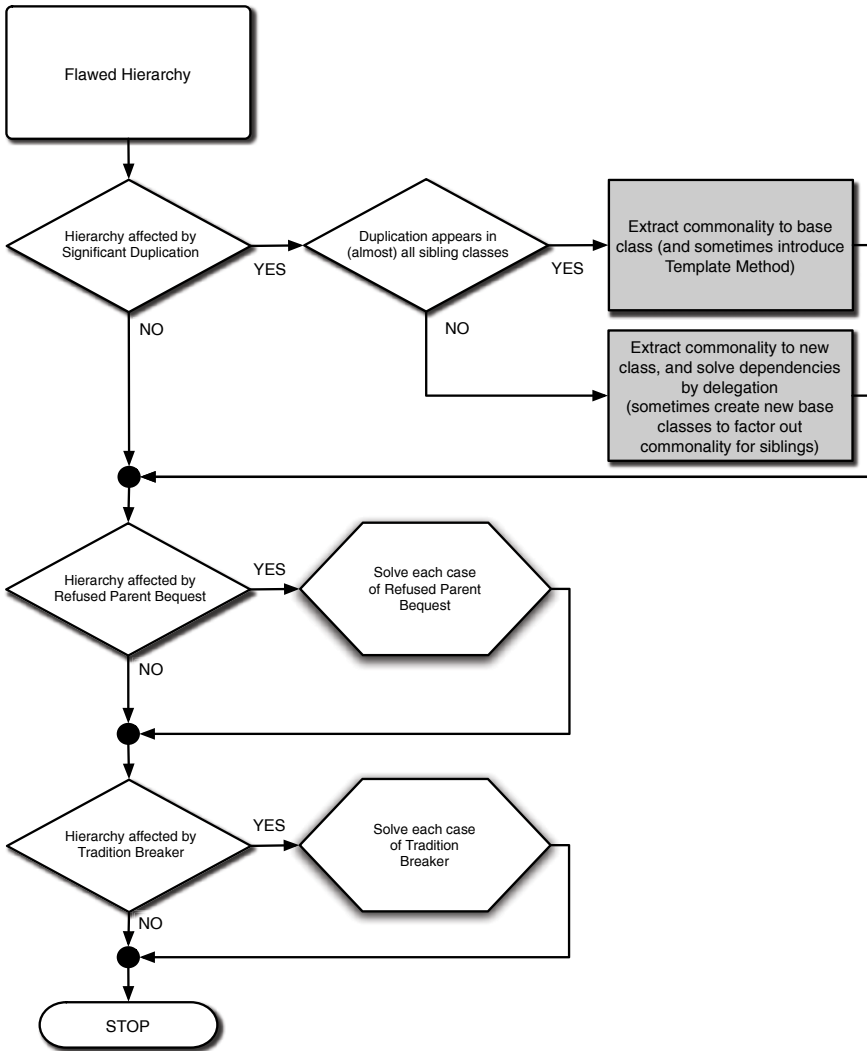 Flawed Hierarchy
Hierarchy affected by
Significant Duplication
YES
Duplication appears in
(almost) all sibling classes
YES
Extract commonality to base
class (and sometimes introduce
Template Method)
NO
NO
Extract commonality to new
class, and solve dependencies
by delegation
(sometimes create new base
classes to factor out
commonality for siblings)
Hierarchy affected by
Refused Parent Bequest
YES
Solve each case
of Refused Parent
Bequest
NO
Hierarchy affected by
Tradition Breaker
YES
Solve each case
of Tradition
Breaker
NO
STOP